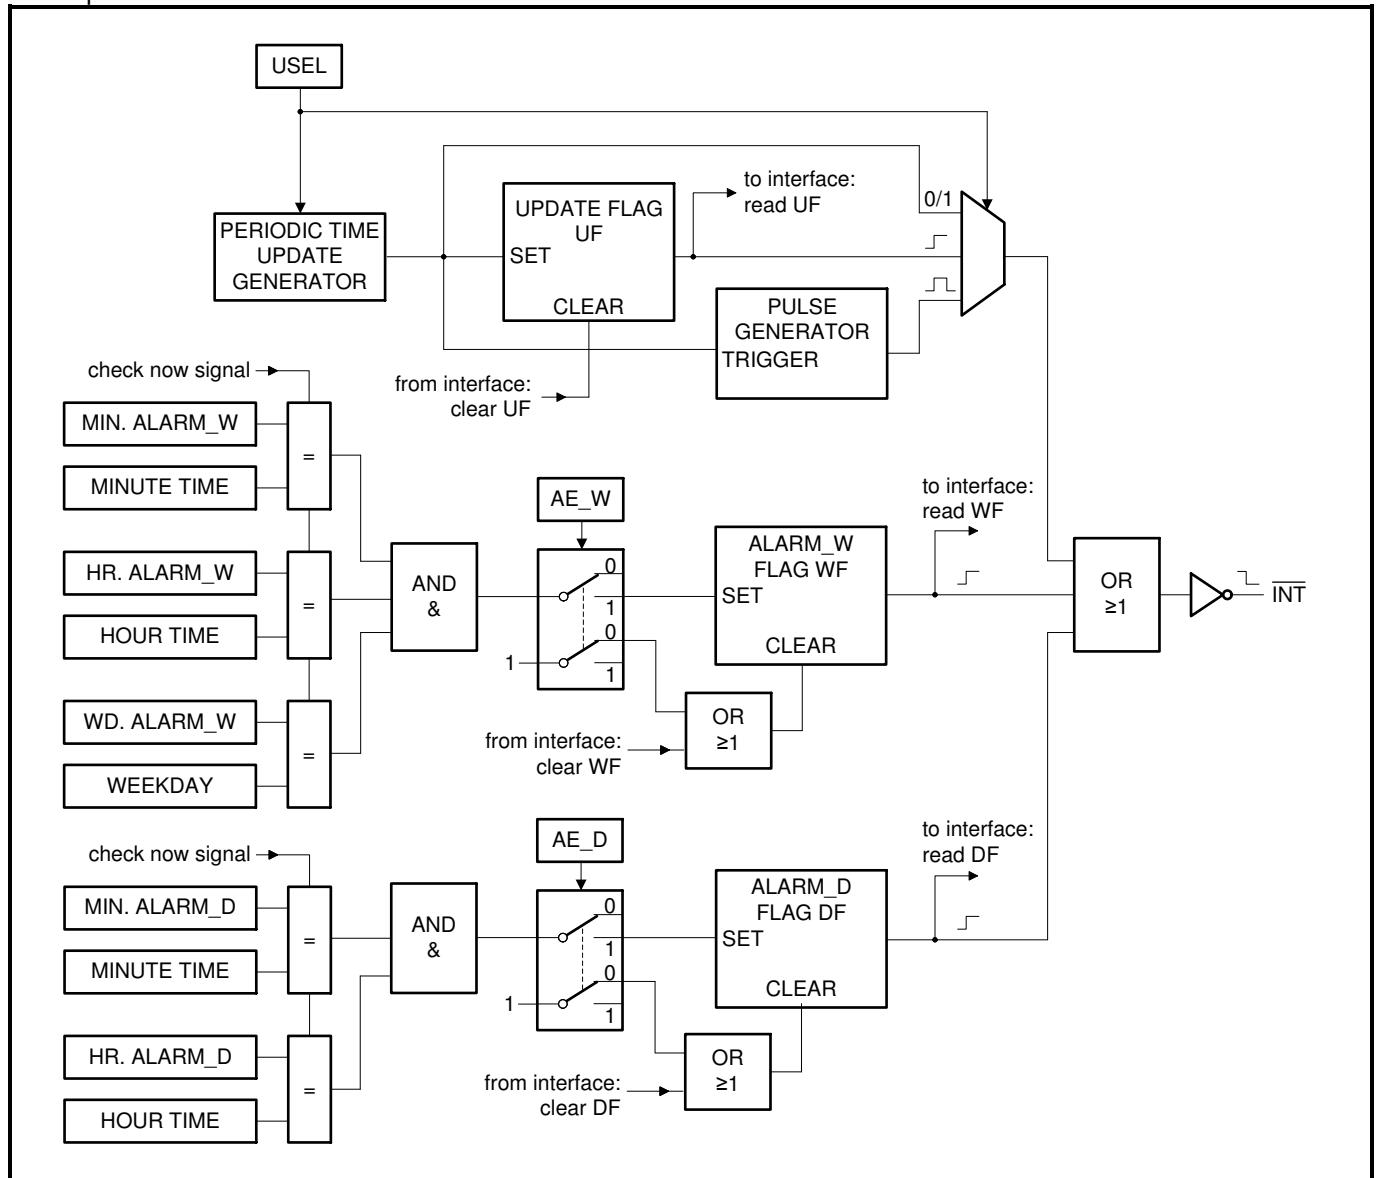 USEL
to interface:
read UF
0/1
UPDATE FLAG
UF
SET
CLEAR
PERIODIC TIME
UPDATE
GENERATOR
PULSE
GENERATOR
TRIGGER
from interface:
clear UF
check now signal
MIN. ALARM_W
=
MINUTE TIME
HR. ALARM_W
=
HOUR TIME
WD. ALARM_W
=
WEEKDAY
AND
&
AE_W
0
1
0
1
1
ALARM_W
FLAG WF
SET
CLEAR
to interface:
read WF
OR
≥1
from interface:
clear WF
OR
≥1
INT
check now signal
MIN. ALARM_D
=
MINUTE TIME
HR. ALARM_D
=
HOUR TIME
AND
&
AE_D
0
1
0
1
1
ALARM_D
FLAG DF
SET
CLEAR
to interface:
read DF
OR
≥1
from interface:
clear DF